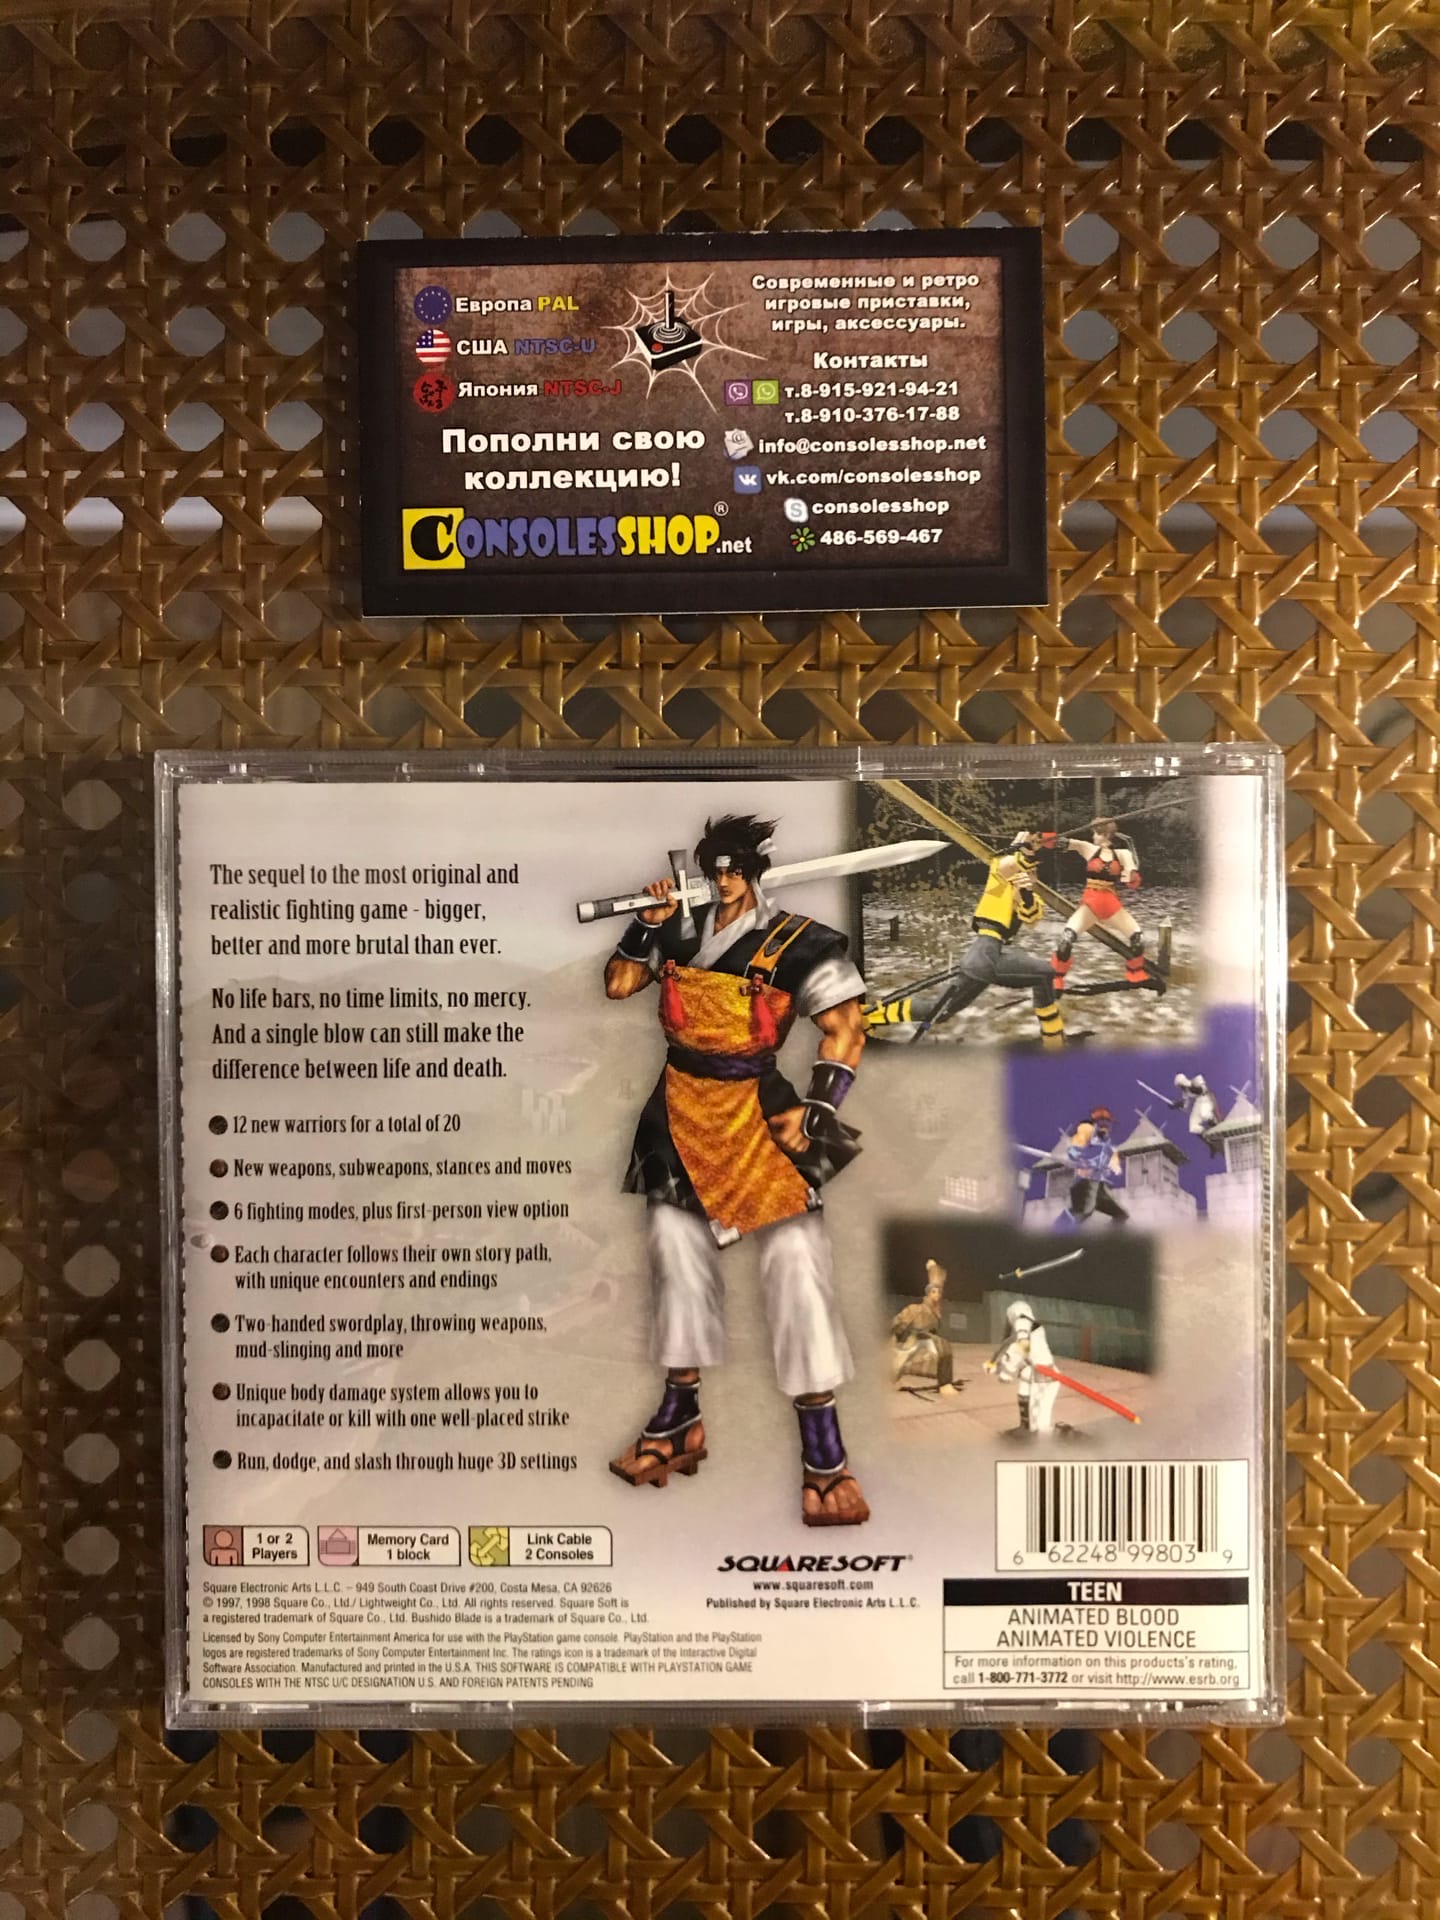 Европа PAL
США NTSC-U
Япония NTSC-J
Пополни свою
коллекцию!
CONSOLESSHOP.net
®
Современные и ретро
игровые приставки,
игры, аксессуары.
Контакты
т.8-915-921-94-21
т.8-910-376-17-88
info@consolesshop.net
vk.com/consolesshop
consolesshop
486-569-467
The sequel to the most original and
realistic fighting game - bigger,
better and more brutal than ever.
No life bars, no time limits, no mercy.
And a single blow can still make the
difference between life and death.
12 new warriors for a total of 20
New weapons, subweapons, stances and moves
6 fighting modes, plus first-person view option
Each character follows their own story path,
with unique encounters and endings
Two-handed swordplay, throwing weapons,
mud-slinging and more
Unique body damage system allows you to
incapacitate or kill with one well-placed strike
Run, dodge, and slash through huge 3D settings
1 or 2
Players
Memory Card
1 block
Link Cable
2 Consoles
Square Electronic Arts L.L.C. – 949 South Coast Drive #200, Costa Mesa, CA 92626
© 1997, 1998 Square Co., Ltd./ Lightweight Co., Ltd. All rights reserved. Square Soft is
a registered trademark of Square Co., Ltd. Bushido Blade is a trademark of Square Co., Ltd.
Licensed by Sony Computer Entertainment America for use with the PlayStation game console. PlayStation and the PlayStation
logos are registered trademarks of Sony Computer Entertainment Inc. The ratings icon is a trademark of the Interactive Digital
Software Association. Manufactured and printed in the U.S.A. THIS SOFTWARE IS COMPATIBLE WITH PLAYSTATION GAME
CONSOLES WITH THE NTSC U/C DESIGNATION U.S. AND FOREIGN PATENTS PENDING
SQUARESOFT®
www.squaresoft.com
Published by Square Electronic Arts L.L.C.
6 62248 99803 9
TEEN
ANIMATED BLOOD
ANIMATED VIOLENCE
For more information on this products's rating,
call 1-800-771-3772 or visit http://www.esrb.org